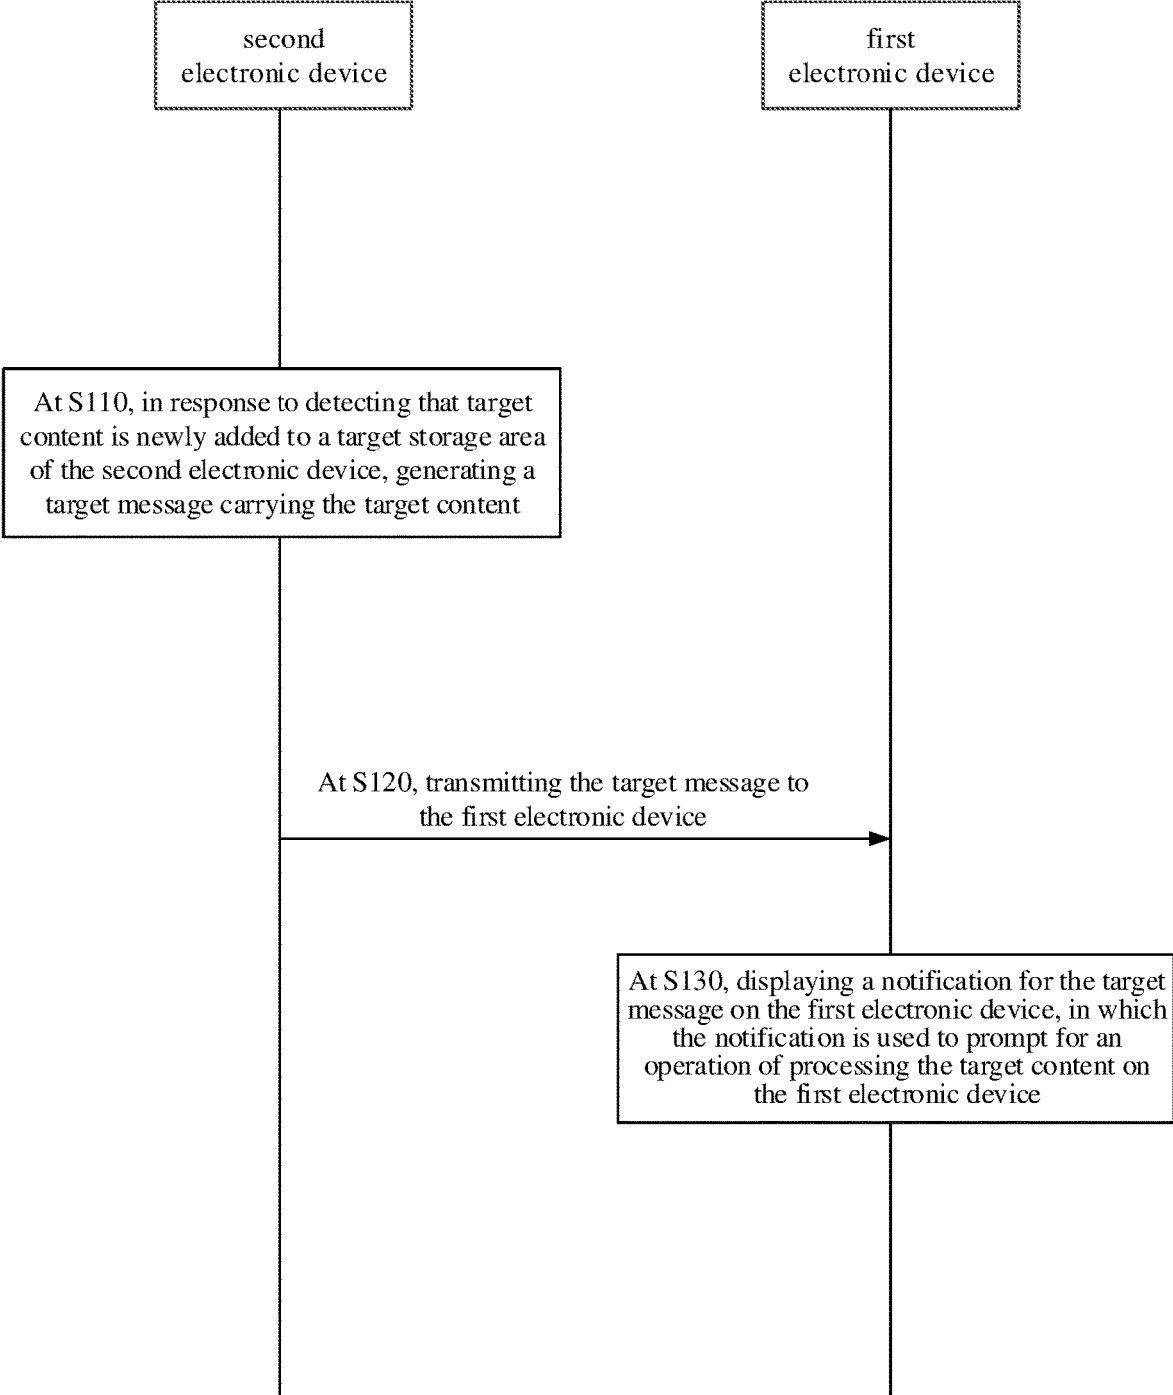 second
electronic device
first
electronic device
At S110, in response to detecting that target
content is newly added to a target storage area
of the second electronic device, generating a
target message carrying the target content
At S120, transmitting the target message to
the first electronic device
At S130, displaying a notification for the target
message on the first electronic device, in which
the notification is used to prompt for an
operation of processing the target content on
the first electronic device